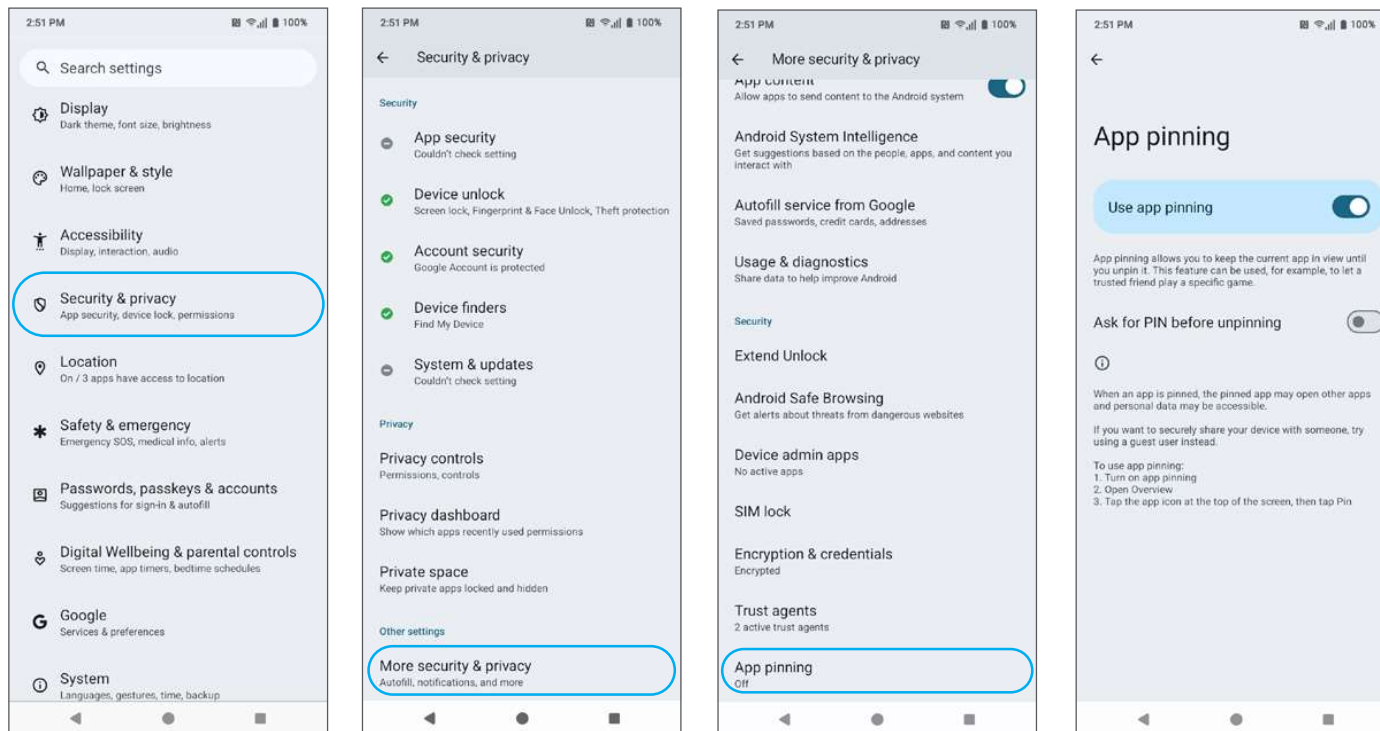 2:51 PM
100%
Search settings
Display
Dark theme, font size, brightness
Wallpaper & style
Home, lock screen
Accessibility
Display, interaction, audio
Security & privacy
App security, device lock, permissions
Location
On / 3 apps have access to location
Safety & emergency
Emergency SOS, medical info, alerts
Passwords, passkeys & accounts
Suggestions for sign-in & autofill
Digital Wellbeing & parental controls
Screen time, app timers, bedtime schedules
Google
Services & preferences
System
Languages, gestures, time, backup
2:51 PM
100%
Security & privacy
Security
App security
Couldn't check setting
Device unlock
Screen lock, Fingerprint & Face Unlock, Theft protection
Account security
Google Account is protected
Device finders
Find My Device
System & updates
Couldn't check setting
Privacy
Privacy controls
Permissions, controls
Privacy dashboard
Show which apps recently used permissions
Private space
Keep private apps locked and hidden
Other settings
More security & privacy
Autofill, notifications, and more
2:51 PM
100%
More security & privacy
App content
Allow apps to send content to the Android system
Android System Intelligence
Get suggestions based on the people, apps, and content you
interact with
Autofill service from Google
Saved passwords, credit cards, addresses
Usage & diagnostics
Share data to help improve Android
Security
Extend Unlock
Android Safe Browsing
Get alerts about threats from dangerous websites
Device admin apps
No active apps
SIM lock
Encryption & credentials
Encrypted
Trust agents
2 active trust agents
App pinning
Off
2:51 PM
100%
App pinning
Use app pinning
App pinning allows you to keep the current app in view until
you unpin it. This feature can be used, for example, to let a
trusted friend play a specific game.
Ask for PIN before unpinning
When an app is pinned, the pinned app may open other apps
and personal data may be accessible.
If you want to securely share your device with someone, try
using a guest user instead.
To use app pinning:
1. Turn on app pinning
2. Open Overview
3. Tap the app icon at the top of the screen, then tap Pin